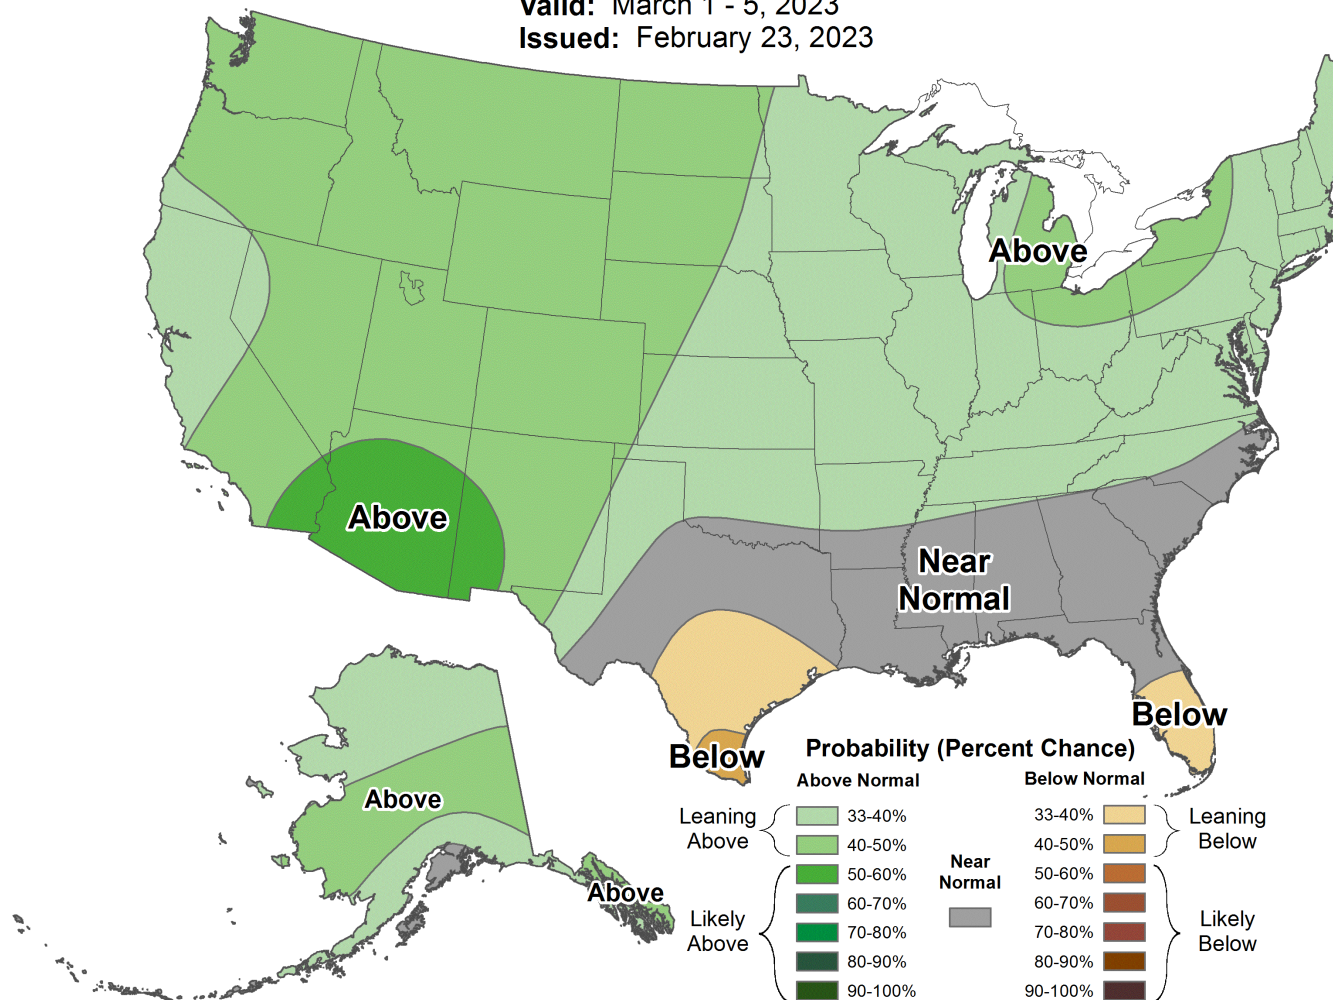 Valid: March 1 - 5, 2023
Issued: February 23, 2023
Above
Above
Near
Normal
Below
Below
Above
Above
Probability (Percent Chance)
Above Normal
Below Normal
Leaning
Above
33-40%
40-50%
Likely
Above
50-60%
60-70%
70-80%
80-90%
90-100%
Near
Normal
33-40%
40-50%
Leaning
Below
50-60%
60-70%
70-80%
80-90%
90-100%
Likely
Below